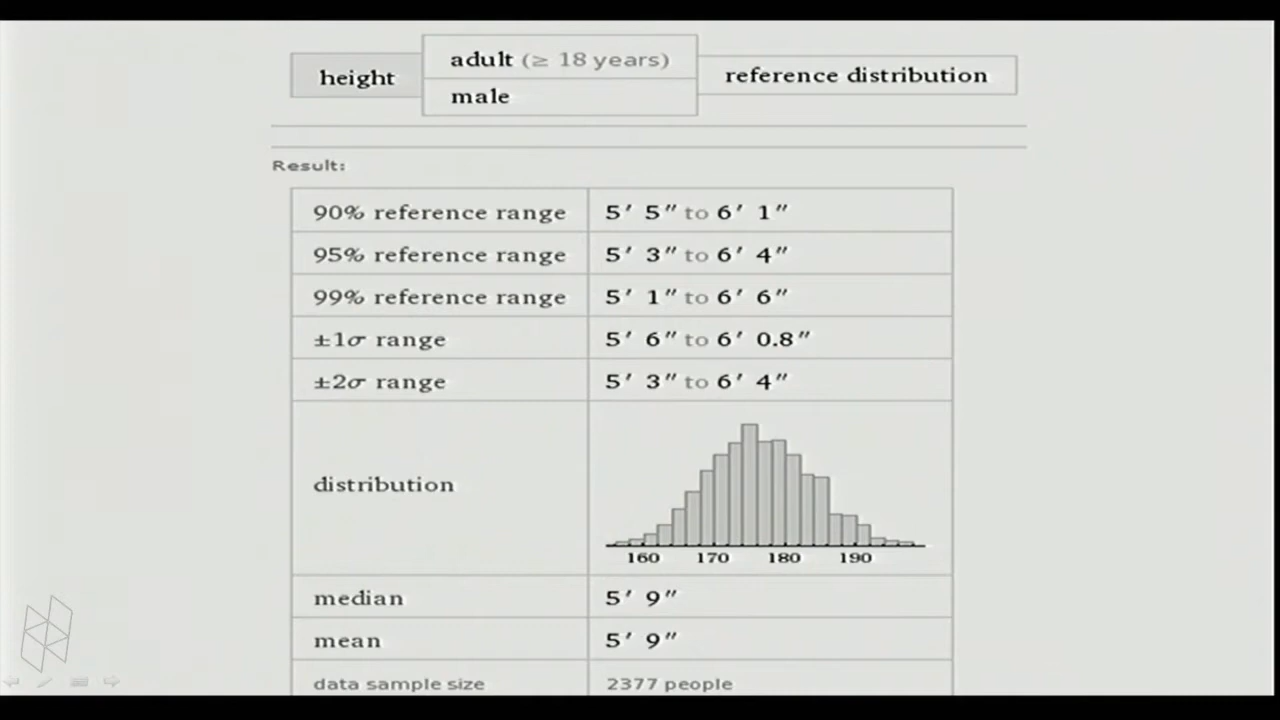 height
adult (≥ 18 years)
male
reference distribution
Result:
90% reference range 5′ 5″ to 6′ 1″
95% reference range 5′ 3″ to 6′ 4″
99% reference range 5′ 1″ to 6′ 6″
±1σ range 5′ 6″ to 6′ 0.8″
±2σ range 5′ 3″ to 6′ 4″
distribution
160 170 180 190
median 5′ 9″
mean 5′ 9″
data sample size 2377 people